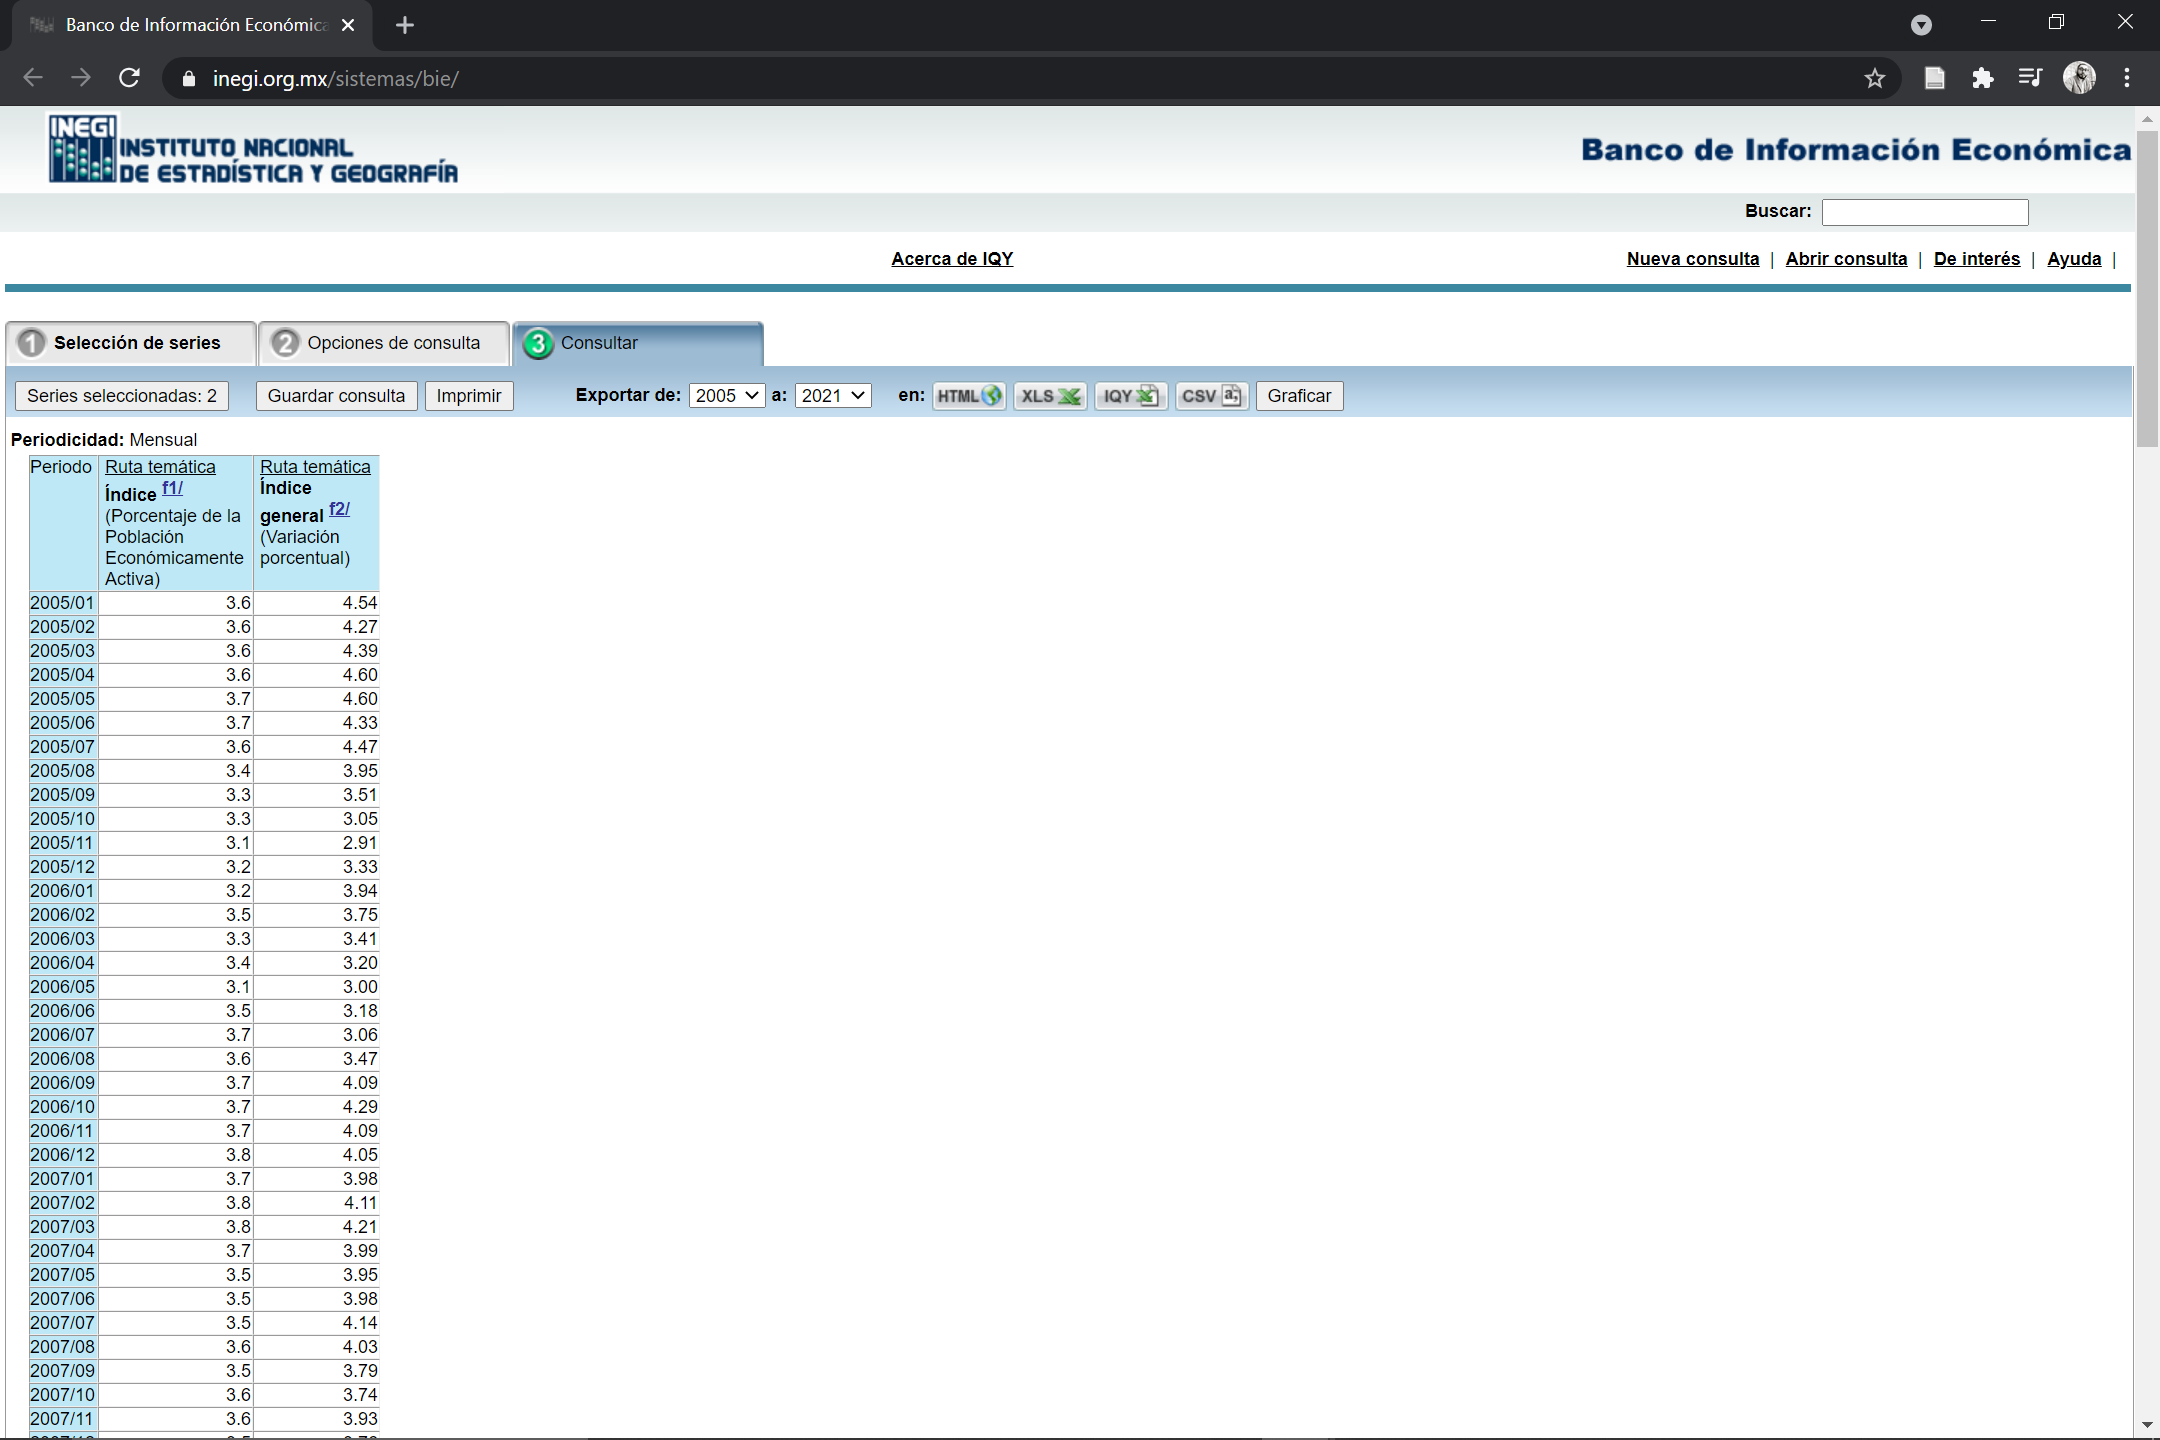 Banco de Información Económica
inegi.org.mx/sistemas/bie/
INEGI
INSTITUTO NACIONAL
DE ESTADÍSTICA Y GEOGRAFÍA
Banco de Información Económica
Buscar:
Acerca de IQY
Nueva consulta | Abrir consulta | De interés | Ayuda |
1 Selección de series
2 Opciones de consulta
3 Consultar
Series seleccionadas: 2 Guardar consulta Imprimir Exportar de: 2005 a: 2021 en: HTML XLS IQY CSV a, Graficar
Periodicidad: Mensual
Periodo
Ruta temática
Índice f1/
(Porcentaje de la
Población
Económicamente
Activa)
Ruta temática
Índice
general f2/
(Variación
porcentual)
2005/01 3.6 4.54
2005/02 3.6 4.27
2005/03 3.6 4.39
2005/04 3.6 4.60
2005/05 3.7 4.60
2005/06 3.7 4.33
2005/07 3.6 4.47
2005/08 3.4 3.95
2005/09 3.3 3.51
2005/10 3.3 3.05
2005/11 3.1 2.91
2005/12 3.2 3.33
2006/01 3.2 3.94
2006/02 3.5 3.75
2006/03 3.3 3.41
2006/04 3.4 3.20
2006/05 3.1 3.00
2006/06 3.5 3.18
2006/07 3.7 3.06
2006/08 3.6 3.47
2006/09 3.7 4.09
2006/10 3.7 4.29
2006/11 3.7 4.09
2006/12 3.8 4.05
2007/01 3.7 3.98
2007/02 3.8 4.11
2007/03 3.8 4.21
2007/04 3.7 3.99
2007/05 3.5 3.95
2007/06 3.5 3.98
2007/07 3.5 4.14
2007/08 3.6 4.03
2007/09 3.5 3.79
2007/10 3.6 3.74
2007/11 3.6 3.93